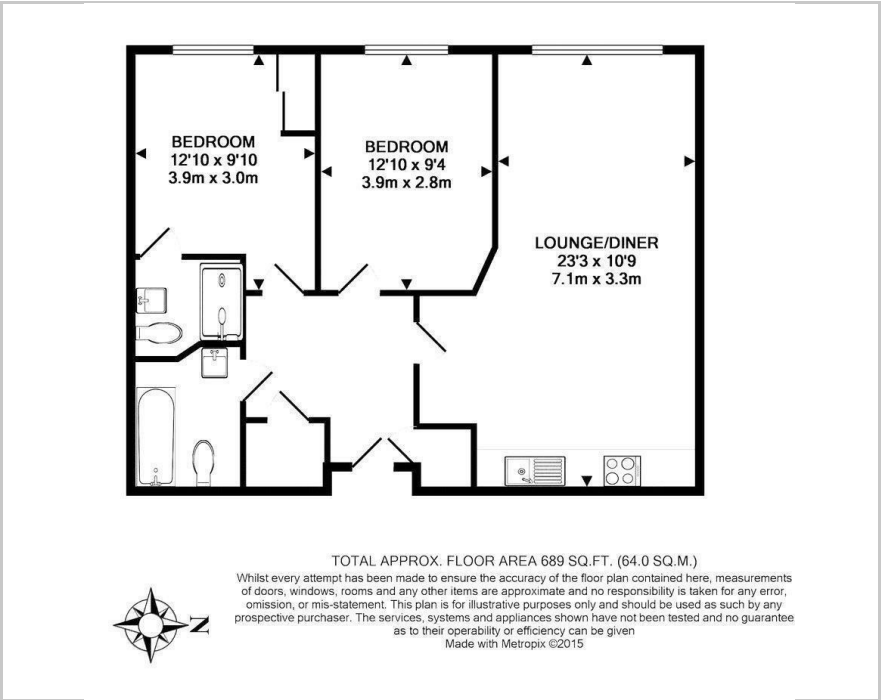 BEDROOM
12'10 x 9'10
3.9m x 3.0m
BEDROOM
12'10 x 9'4
3.9m x 2.8m
LOUNGE/DINER
23'3 x 10'9
7.1m x 3.3m
N
TOTAL APPROX. FLOOR AREA 689 SQ.FT. (64.0 SQ.M.)
Whilst every attempt has been made to ensure the accuracy of the floor plan contained here, measurements
of doors, windows, rooms and any other items are approximate and no responsibility is taken for any error,
omission, or mis-statement. This plan is for illustrative purposes only and should be used as such by any
prospective purchaser. The services, systems and appliances shown have not been tested and no guarantee
as to their operability or efficiency can be given
Made with Metropix ©2015